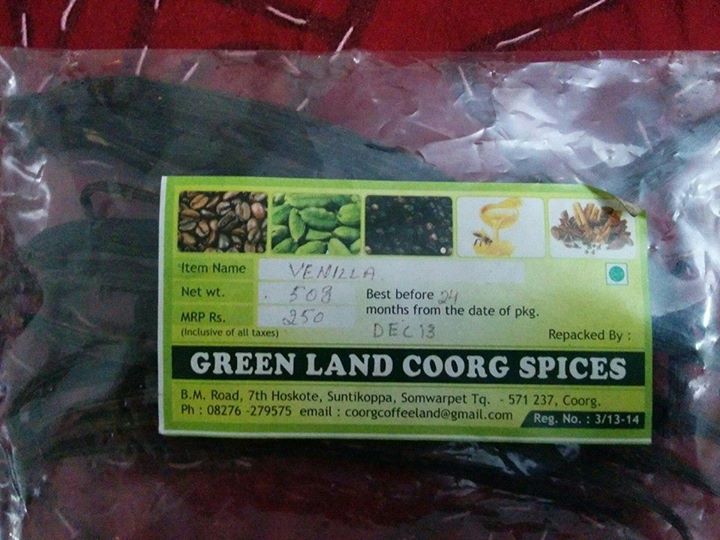 Item Name VENILLA
Net wt. 50g
Best before 24
months from the date of pkg.
MRP Rs. 250
(Inclusive of all taxes)
DEC 13
Repacked By :
GREEN LAND COORG SPICES
B.M. Road, 7th Hoskote, Suntikoppa, Somwarpet Tq. - 571 237, Coorg.
Ph : 08276 -279575 email : coorgcoffeeland@gmail.com
Reg. No. : 3/13-14